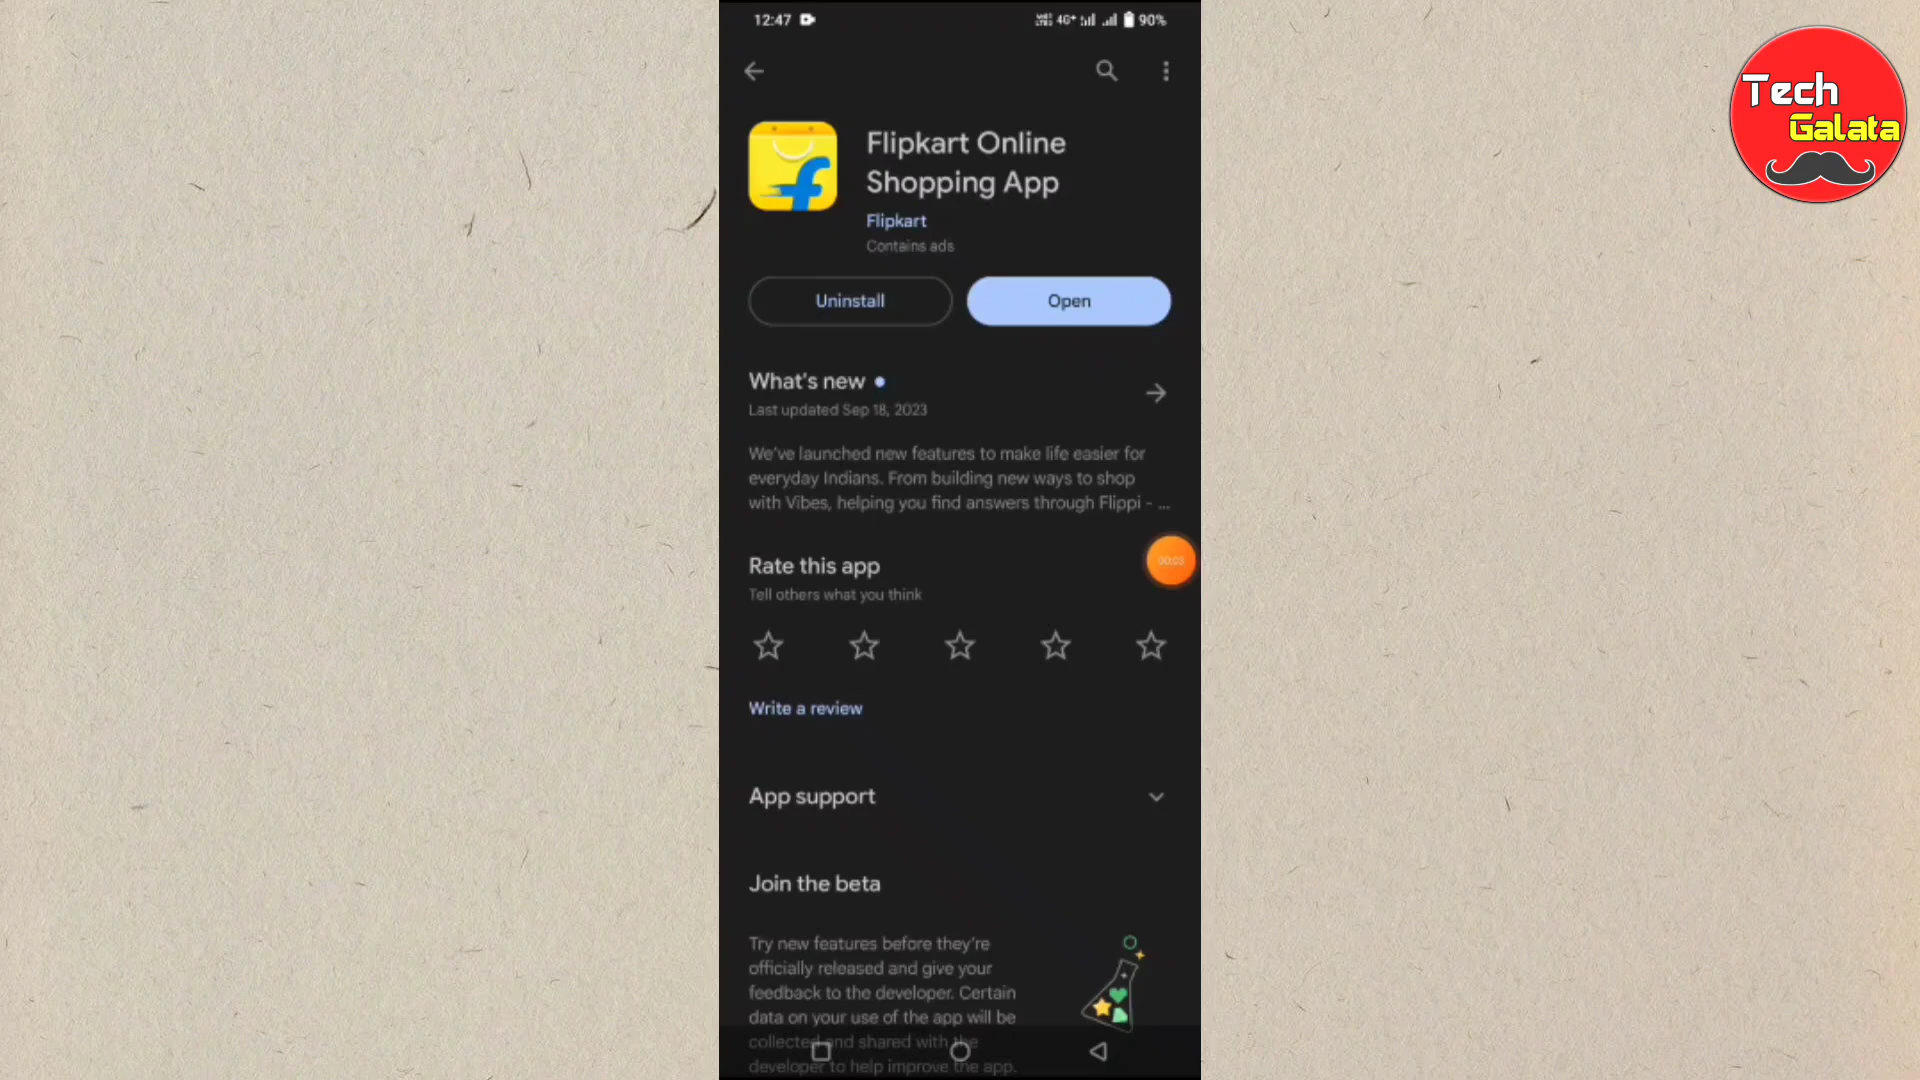 12:47
4G+ 90%
Tech
Galata
Flipkart Online
Shopping App
Flipkart
Contains ads
Uninstall
Open
What's new
Last updated Sep 18, 2023
We've launched new features to make life easier for
everyday Indians. From building new ways to shop
with Vibes, helping you find answers through Flippi - ...
Rate this app
00:03
Tell others what you think
Write a review
App support
Join the beta
Try new features before they're
officially released and give your
feedback to the developer. Certain
data on your use of the app will be
collected and shared with the
developer to help improve the app.